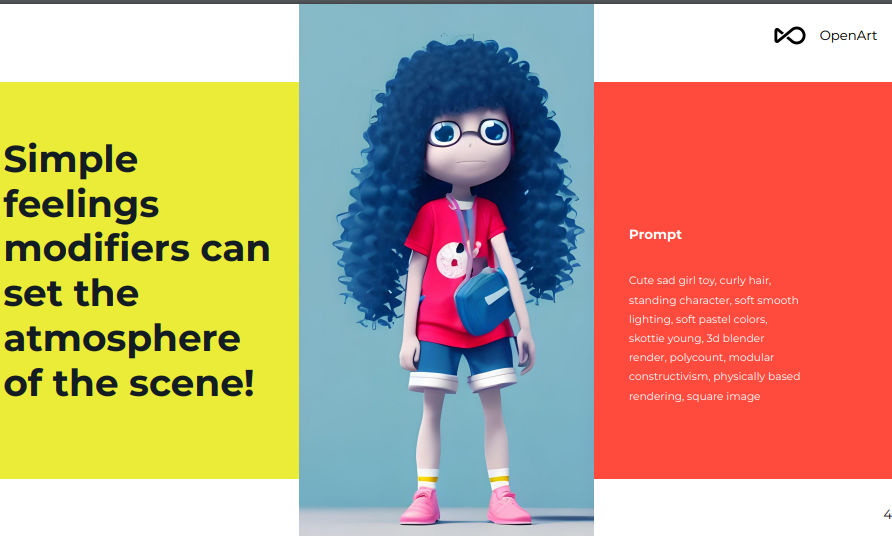 OpenArt
Simple
feelings
modifiers can
set the
atmosphere
of the scene!
Prompt
Cute sad girl toy, curly hair,
standing character, soft smooth
lighting, soft pastel colors,
skottie young, 3d blender
render, polycount, modular
constructivism, physically based
rendering, square image
4